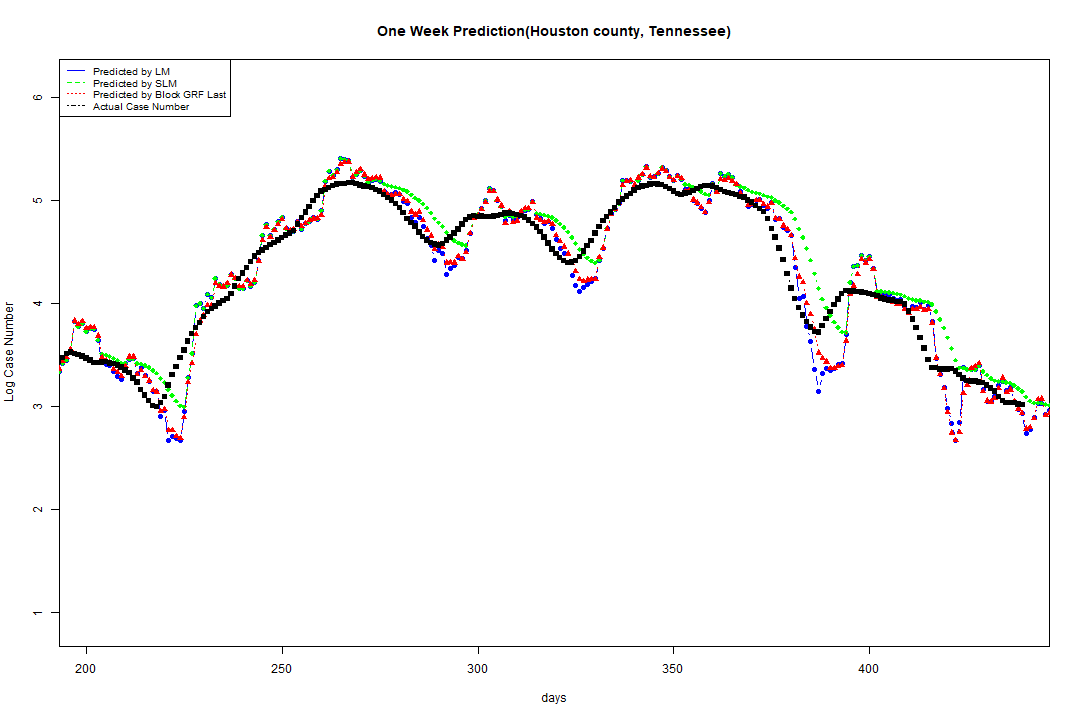 One Week Prediction(Houston county, Tennessee)
Predicted by LM
Predicted by SLM
Predicted by Block GRF Last
Actual Case Number
6
5
4
3
2
1
Log Case Number
200 250 300 350 400
days